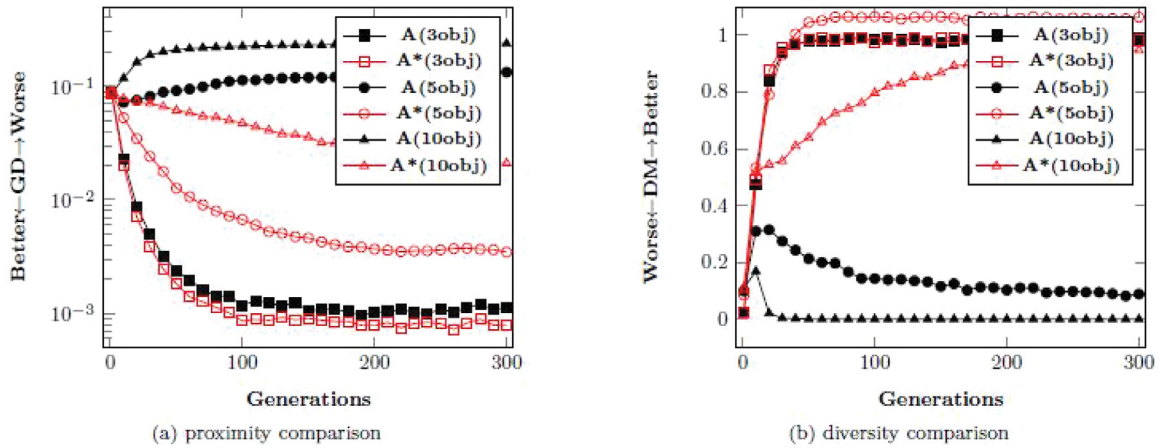 Better←GD→Worse
10⁻¹
10⁻²
10⁻³
0
100
200
300
Generations
A(3obj)
A*(3obj)
A(5obj)
A*(5obj)
A(10obj)
A*(10obj)
(a) proximity comparison
Worse←DM→Better
1
0.8
0.6
0.4
0.2
0
0
100
200
300
Generations
A(3obj)
A*(3obj)
A(5obj)
A*(5obj)
A(10obj)
A*(10obj)
(b) diversity comparison